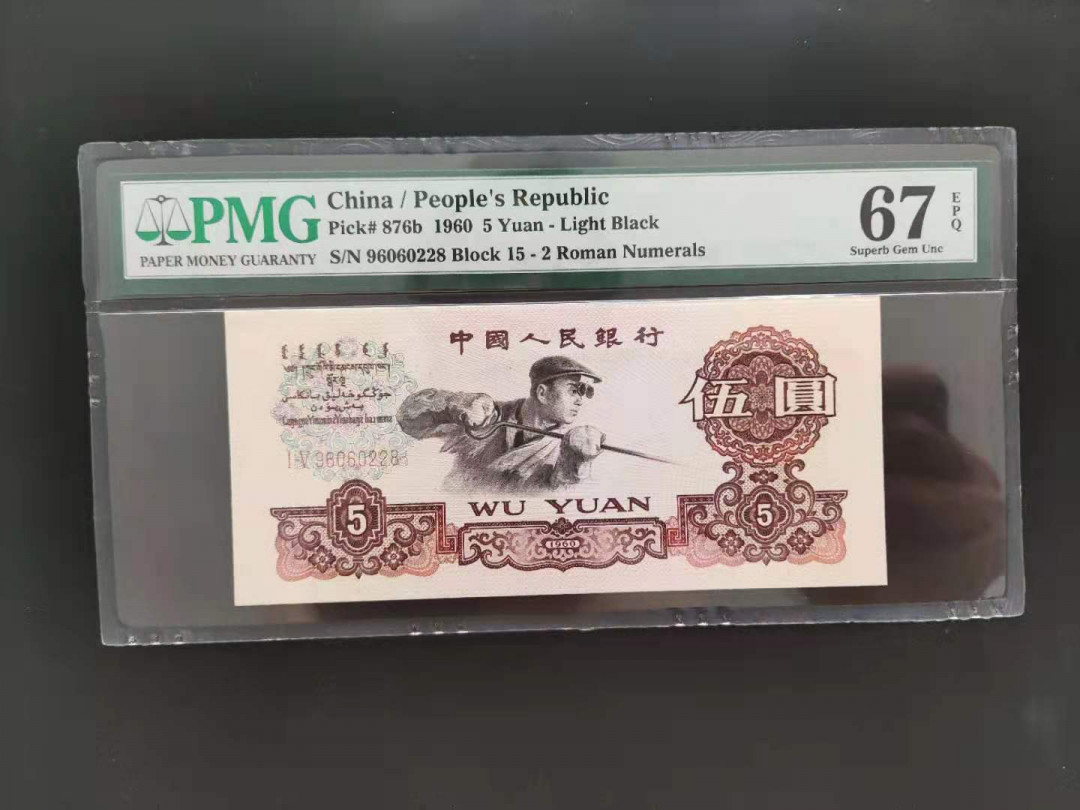 PMG
PAPER MONEY GUARANTY
China / People's Republic
Pick# 876b 1960 5 Yuan - Light Black
S/N 96060228 Block 15 - 2 Roman Numerals
67
EPQ
Superb Gem Unc
中國人民銀行
伍圓
I V 96060228
WU YUAN
5
1960
5